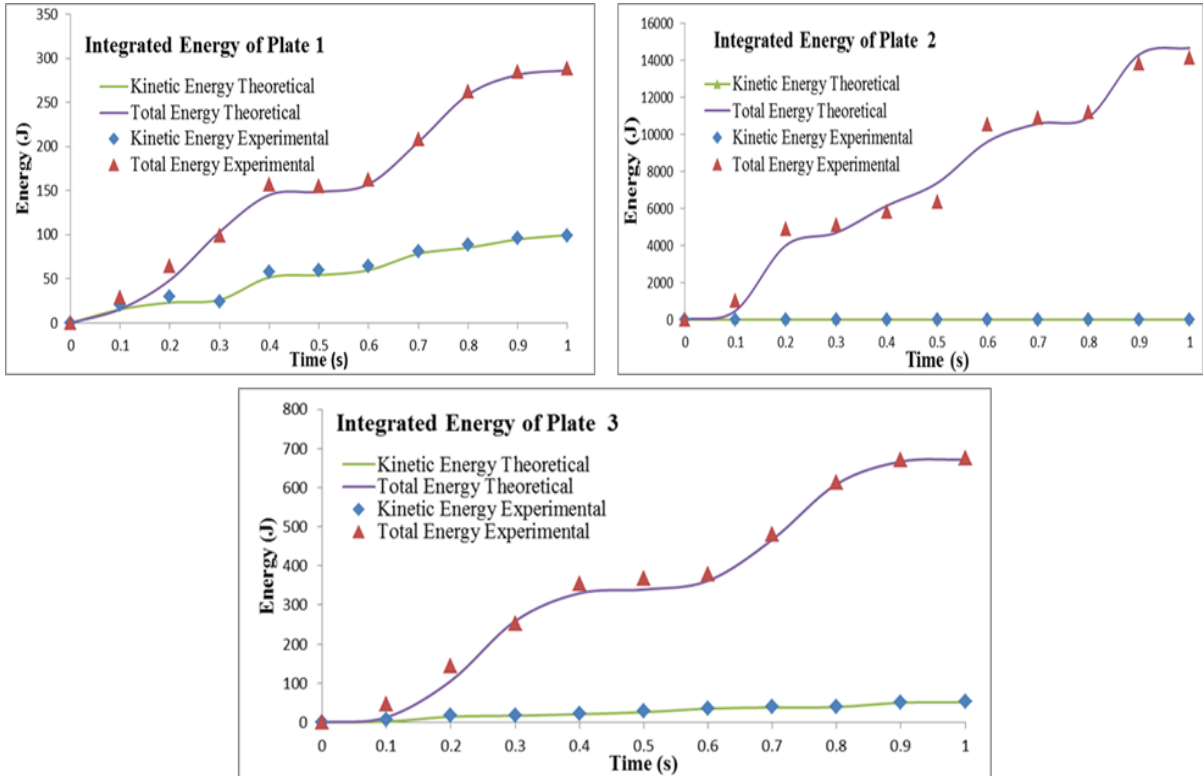 Integrated Energy of Plate 1
Kinetic Energy Theoretical
Total Energy Theoretical
Kinetic Energy Experimental
Total Energy Experimental
Energy (J)
350
300
250
200
150
100
50
0
0 0.1 0.2 0.3 0.4 0.5 0.6 0.7 0.8 0.9 1
Time (s)
Integrated Energy of Plate 2
Kinetic Energy Theoretical
Total Energy Theoretical
Kinetic Energy Experimental
Total Energy Experimental
Energy (J)
16000
14000
12000
10000
8000
6000
4000
2000
0
0 0.1 0.2 0.3 0.4 0.5 0.6 0.7 0.8 0.9 1
Time (s)
Integrated Energy of Plate 3
Kinetic Energy Theoretical
Total Energy Theoretical
Kinetic Energy Experimental
Total Energy Experimental
Energy (J)
800
700
600
500
400
300
200
100
0
0 0.1 0.2 0.3 0.4 0.5 0.6 0.7 0.8 0.9 1
Time (s)